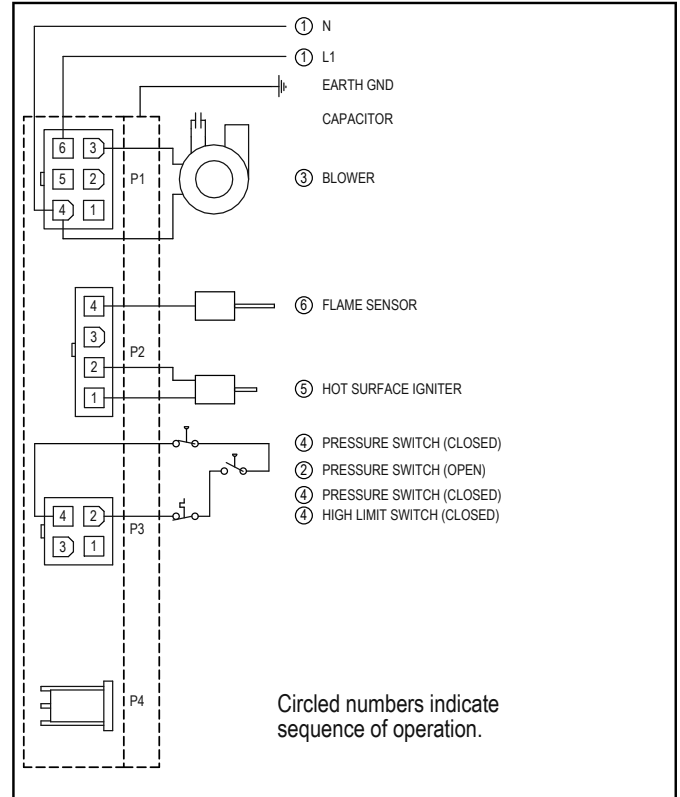 ① N
① L1
EARTH GND
CAPACITOR
6 3
5 2 P1
4 1
③ BLOWER
4
3
2
1
P2
⑥ FLAME SENSOR
⑤ HOT SURFACE IGNITER
④ PRESSURE SWITCH (CLOSED)
② PRESSURE SWITCH (OPEN)
④ PRESSURE SWITCH (CLOSED)
④ HIGH LIMIT SWITCH (CLOSED)
4 2
3 1
P3
P4
Circled numbers indicate
sequence of operation.